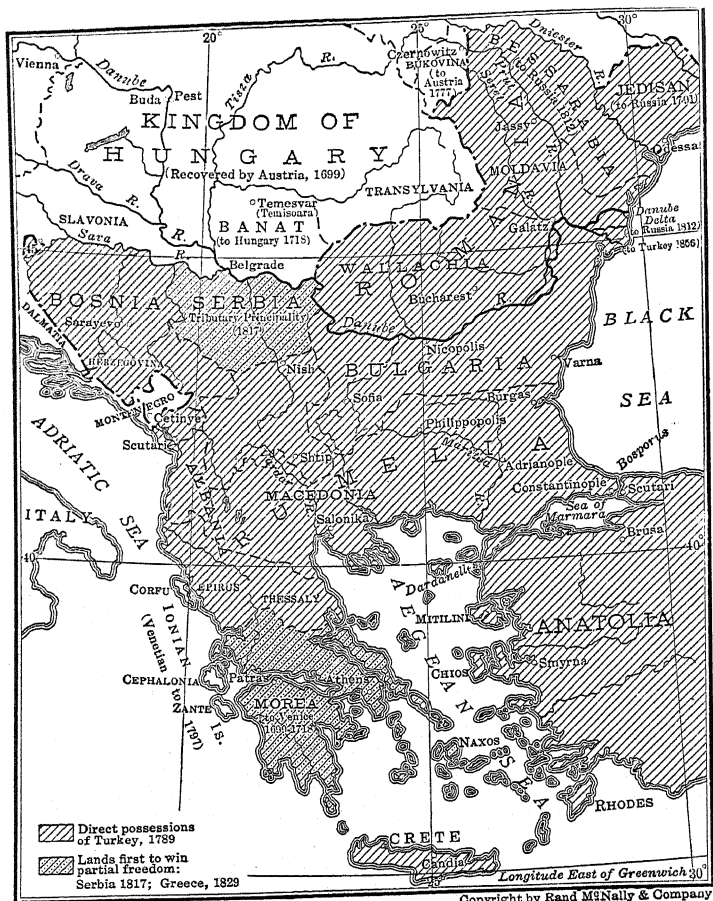 20°
25°
30°
Vienna
Danube
R.
Buda Pest
Tisza
R.
Czernowitz
BUKOVINA
(to
Austria
1777)
Dniester
R.
BESSARABIA
(to Russia 1812)
Prut
R.
Seret
R.
JEDISAN
(to Russia 1791)
Odessa
KINGDOM OF
HUNGARY
(Recovered by Austria, 1699)
Jassy
MOLDAVIA
TRANSYLVANIA
Drava
R.
Temesvar
(Temisoara)
BANAT
(to Hungary 1718)
SLAVONIA
Sava
R.
Belgrade
Galatz
Danube
Delta
(to Russia 1812)
(to Turkey 1856)
45
ROMANIA
WALLACHIA
Bucharest
Danube
R.
BOSNIA
Sarayevo
SERBIA
(Tributary Principality)
1817
DALMATIA
HERZEGOVINA
Nish
Nicopolis
BULGARIA
Varna
BLACK
SEA
MONTENEGRO
Cetinye
Scutari
Sofia
Burgas
Philippopolis
Maritza
R.
Adrianople
Bosporus
Constantinople
Scutari
ADRIATIC
SEA
ITALY
ALBANIA
Shtip
Vardar
R.
MACEDONIA
RUMELIA
Salonika
Sea of
Marmara
Brusa
40
40°
CORFU
EPIRUS
THESSALY
Dardanelles
MITILINI
ANATOLIA
IONIAN
IS.
(Venetian to
1797)
CEPHALONIA
ZANTE
Patras
Athens
CHIOS
Smyrna
AEGEAN
SEA
MOREA
(to Venice
NAXOS
RHODES
CRETE
Candia
Direct possessions
of Turkey, 1789
Lands first to win
partial freedom:
Serbia 1817; Greece, 1829
25°
Longitude East of Greenwich
30°
Copyright by Rand McNally & Company